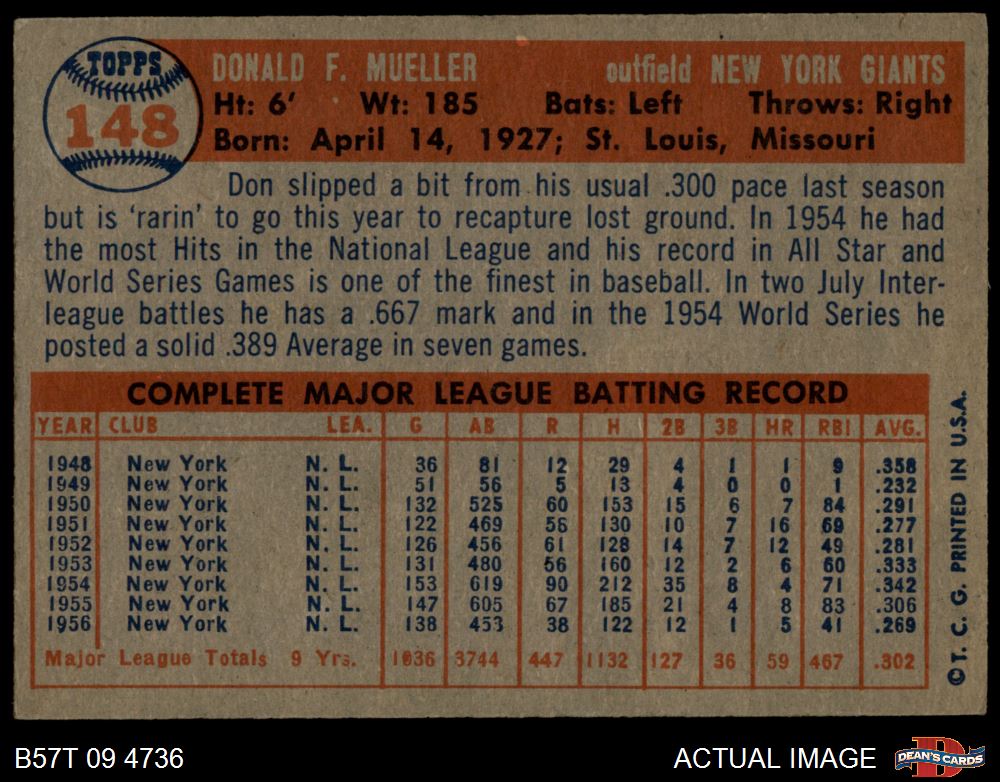 TOPPS
148
DONALD F. MUELLER outfield NEW YORK GIANTS
Ht: 6' Wt: 185 Bats: Left Throws: Right
Born: April 14, 1927; St. Louis, Missouri
Don slipped a bit from his usual .300 pace last season
but is 'rarin' to go this year to recapture lost ground. In 1954 he had
the most Hits in the National League and his record in All Star and
World Series Games is one of the finest in baseball. In two July Inter-
league battles he has a .667 mark and in the 1954 World Series he
posted a solid .389 Average in seven games.
COMPLETE MAJOR LEAGUE BATTING RECORD
YEAR CLUB LEA. G AB R H 2B 3B HR RBI AVG.
1948 New York N. L. 36 81 12 29 4 1 1 9 .358
1949 New York N. L. 51 56 5 13 4 0 0 1 .232
1950 New York N. L. 132 525 60 153 15 6 7 84 .291
1951 New York N. L. 122 469 58 130 10 7 16 69 .277
1952 New York N. L. 126 456 61 128 14 7 12 49 .281
1953 New York N. L. 131 480 56 160 12 2 6 60 .333
1954 New York N. L. 153 619 90 212 35 8 4 71 .342
1955 New York N. L. 147 605 67 185 21 4 8 83 .306
1956 New York N. L. 138 453 38 122 12 1 5 41 .269
Major League Totals 9 Yrs. 1036 3744 447 1132 127 36 59 467 .302
© T. C. G. PRINTED IN U.S.A.
B57T 09 4736 ACTUAL IMAGE
D
DEAN'S CARDS